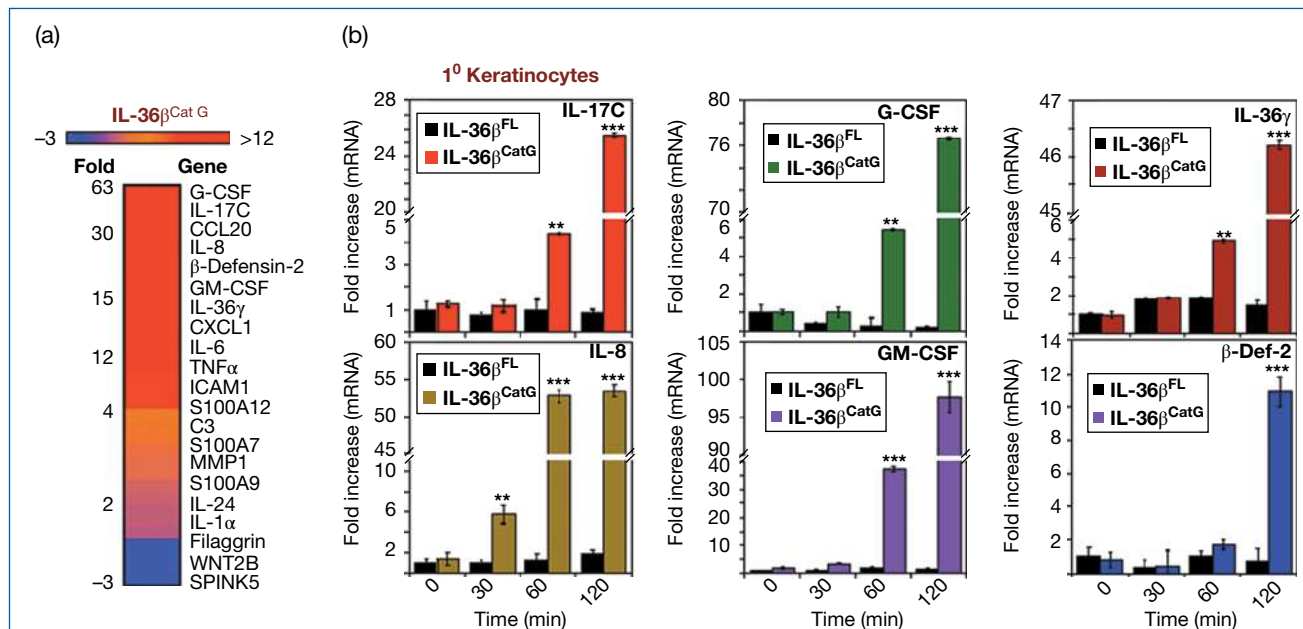 (a)
IL-36β^Cat G
–3 >12
Fold Gene
63
30
15
12
4
2
–3
G-CSF
IL-17C
CCL20
IL-8
β-Defensin-2
GM-CSF
IL-36γ
CXCL1
IL-6
TNFα
ICAM1
S100A12
C3
S100A7
MMP1
S100A9
IL-24
IL-1α
Filaggrin
WNT2B
SPINK5
(b)
1⁰ Keratinocytes
IL-17C
IL-36β^FL
IL-36β^CatG
Fold increase (mRNA)
28
26
24
22
20
5
4
3
2
1
**
***
G-CSF
IL-36β^FL
IL-36β^CatG
Fold increase (mRNA)
80
76
70
6
4
2
**
***
IL-36γ
IL-36β^FL
IL-36β^CatG
Fold increase (mRNA)
47
46
45
6
4
2
**
***
IL-8
IL-36β^FL
IL-36β^CatG
Fold increase (mRNA)
60
55
50
45
10
8
6
4
2
**
***
***
0 30 60 120
Time (min)
GM-CSF
IL-36β^FL
IL-36β^CatG
Fold increase (mRNA)
105
100
95
90
40
30
20
10
5
***
***
0 30 60 120
Time (min)
β-Def-2
IL-36β^FL
IL-36β^CatG
Fold increase (mRNA)
14
12
10
8
6
4
2
***
0 30 60 120
Time (min)